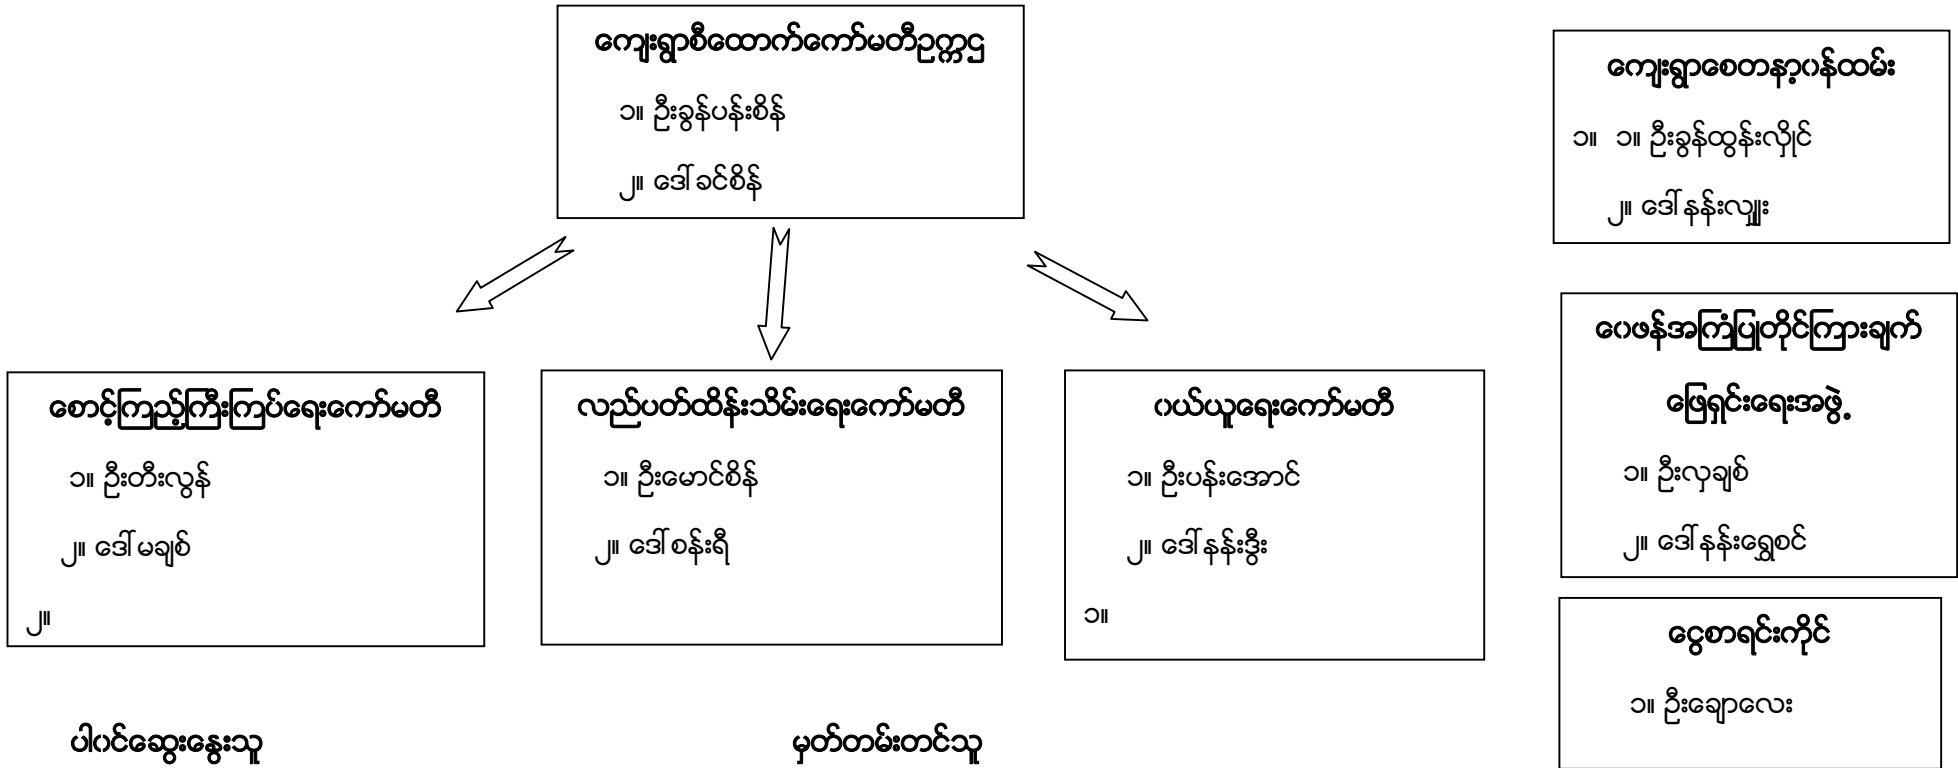 ကျေးရွာစီထောက်ကော်မတီဥက္ကဌ
၁။ ဦးခွန်ပန်းစိန်
၂။ ဒေါ်ခင်စိန်
ကျေးရွာစေတနာ့ဝန်ထမ်း
၁။ ၁။ ဦးခွန်ထွန်းလှိုင်
၂။ ဒေါ်နန်းလျှူး
ဝေဖန်အကြံပြုတိုင်ကြားချက်
ဖြေရှင်းရေးအဖွဲ့
၁။ ဦးလှချစ်
၂။ ဒေါ်နန်းရွှေစင်
စောင့်ကြည့်ကြီးကြပ်ရေးကော်မတီ
၁။ ဦးတီးလွန်
၂။ ဒေါ်မချစ်
၂။
လည်ပတ်ထိန်းသိမ်းရေးကော်မတီ
၁။ ဦးမောင်စိန်
၂။ ဒေါ်စန်းရီ
ဝယ်ယူရေးကော်မတီ
၁။ ဦးပန်းအောင်
၂။ ဒေါ်နန်းဒွီး
၁။
ငွေစာရင်းကိုင်
၁။ ဦးချောလေး
ပါဝင်ဆွေးနွေးသူ
မှတ်တမ်းတင်သူ